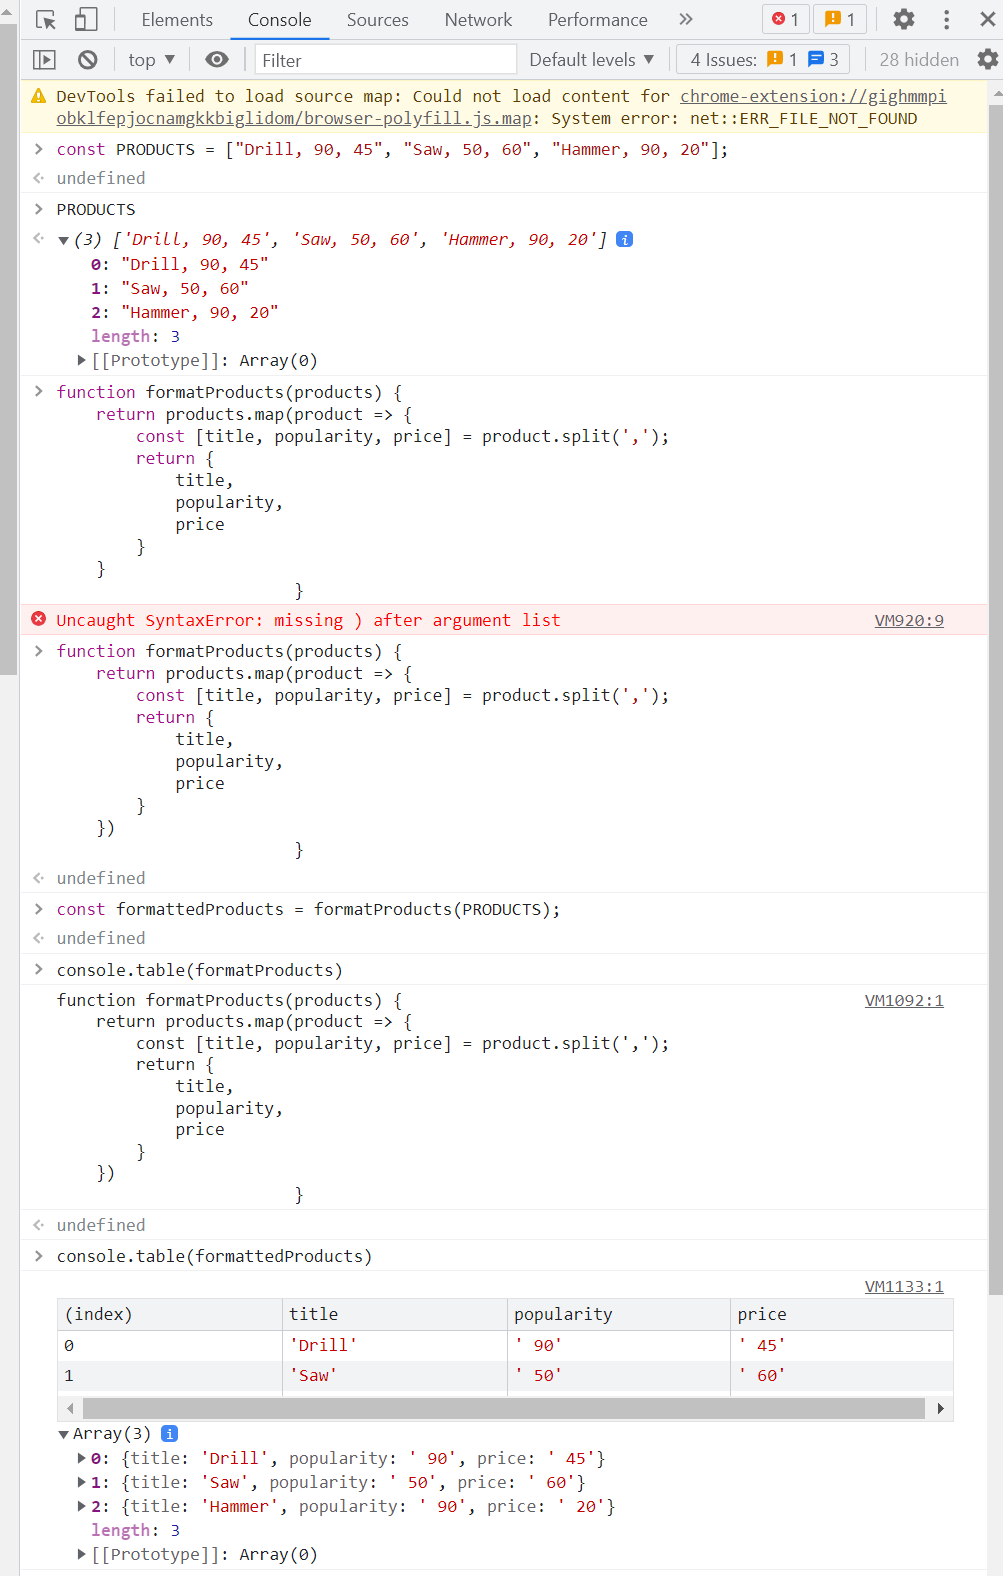 Elements Console Sources Network Performance 1 1
top Filter Default levels 4 Issues: 1 3 28 hidden
DevTools failed to load source map: Could not load content for chrome-extension://gighmmpi
obklfepjocnamgkkbiglidom/browser-polyfill.js.map: System error: net::ERR_FILE_NOT_FOUND
const PRODUCTS = ["Drill, 90, 45", "Saw, 50, 60", "Hammer, 90, 20"];
undefined
PRODUCTS
(3) ['Drill, 90, 45', 'Saw, 50, 60', 'Hammer, 90, 20']
0: "Drill, 90, 45"
1: "Saw, 50, 60"
2: "Hammer, 90, 20"
length: 3
[[Prototype]]: Array(0)
function formatProducts(products) {
return products.map(product => {
const [title, popularity, price] = product.split(',');
return {
title,
popularity,
price
}
}
}
Uncaught SyntaxError: missing ) after argument list VM920:9
function formatProducts(products) {
return products.map(product => {
const [title, popularity, price] = product.split(',');
return {
title,
popularity,
price
}
})
}
undefined
const formattedProducts = formatProducts(PRODUCTS);
undefined
console.table(formatProducts)
function formatProducts(products) { VM1092:1
return products.map(product => {
const [title, popularity, price] = product.split(',');
return {
title,
popularity,
price
}
})
}
undefined
console.table(formattedProducts)
VM1133:1
(index) title popularity price
0 'Drill' ' 90' ' 45'
1 'Saw' ' 50' ' 60'
Array(3)
0: {title: 'Drill', popularity: ' 90', price: ' 45'}
1: {title: 'Saw', popularity: ' 50', price: ' 60'}
2: {title: 'Hammer', popularity: ' 90', price: ' 20'}
length: 3
[[Prototype]]: Array(0)